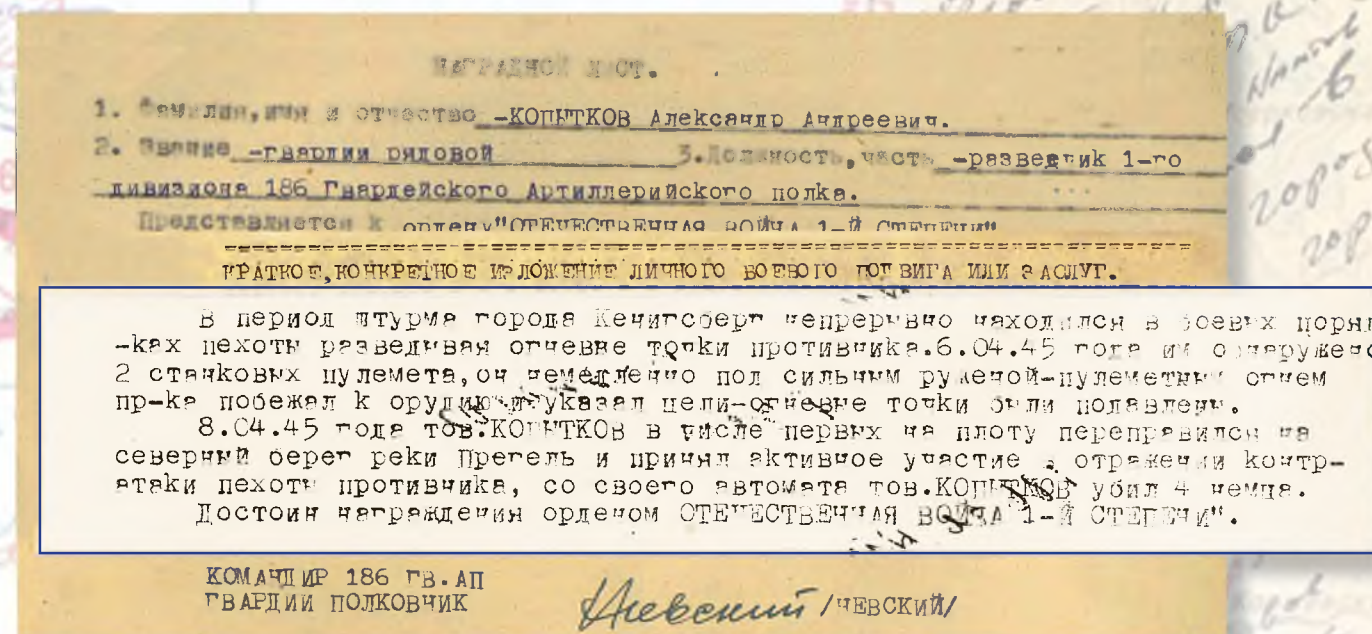 НАГРАДНОЙ ЛИСТ.
1. Фамилия,имя и отчество -КОПЫТКОВ Александр Андреевич.
2. Звание -гвардии рядовой 3.Должность,часть -разведчик 1-го
дивизиона 186 Гвардейского Артиллерийского полка.
Представляется к ордену"ОТЕЧЕСТВЕННАЯ ВОЙНА 1-Й СТЕПЕНИ"
КРАТКОЕ,КОНКРЕТНОЕ ИЗЛОЖЕНИЕ ЛИЧНОГО БОЕВОГО ПОДВИГА ИЛИ ЗАСЛУГ.
В период штурма города Кенигсберг непрерывно находился в боевых поряд
-ках пехоты разведывая огневые точки противника.6.04.45 года им обнаружено
2 станковых пулемета,он немедленно под сильным ружейной-пулеметным огнем
пр-ка побежал к орудию и указал цели-огневые точки были подавлены.
8.04.45 года тов.КОПЫТКОВ в числе первых на плоту переправился на
северный берег реки Прегель и принял активное участие в отражении контр-
атаки пехоты противника, со своего автомата тов.КОПЫТКОВ убил 4 немца.
Достоин награждения орденом ОТЕЧЕСТВЕННАЯ ВОЙНА 1-Й СТЕПЕНИ".
КОМАНДИР 186 ГВ.АП
ГВАРДИИ ПОЛКОВНИК Невский /НЕВСКИЙ/
город